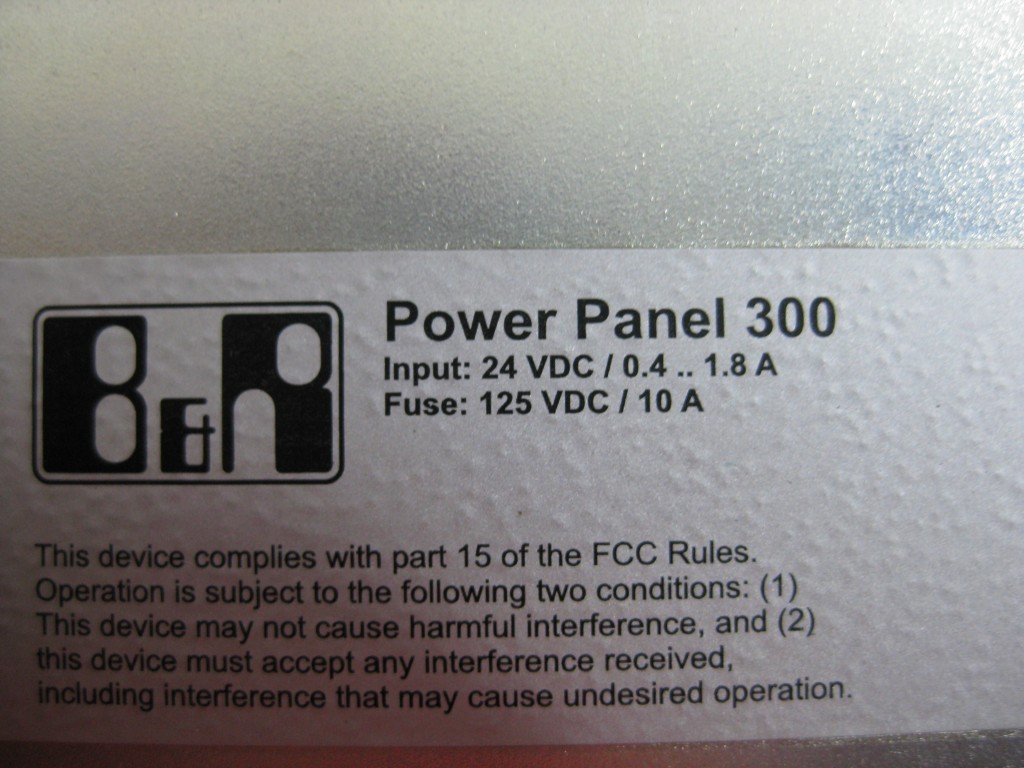 B&R
Power Panel 300
Input: 24 VDC / 0.4 .. 1.8 A
Fuse: 125 VDC / 10 A
This device complies with part 15 of the FCC Rules.
Operation is subject to the following two conditions: (1)
This device may not cause harmful interference, and (2)
this device must accept any interference received,
including interference that may cause undesired operation.